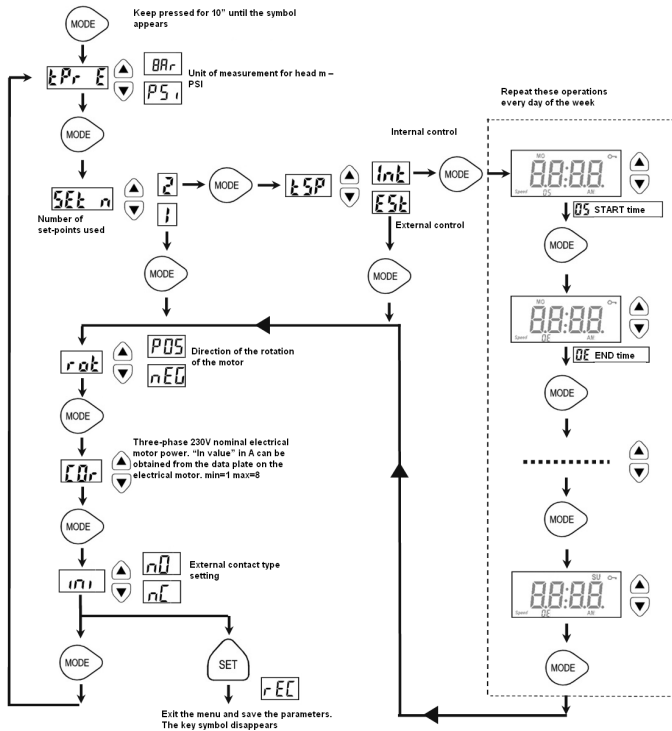 Keep pressed for 10" until the symbol
appears
MODE
tPr E
BAr
PSi
Unit of measurement for head m –
PSI
MODE
SEt n
Number of
set-points used
2
1
MODE
MODE
tSP
Int
ESt
Internal control
External control
MODE
MODE
Repeat these operations
every day of the week
MO
88:88
Speed
OS
AM
OS START time
MODE
MO
88:88
Speed
OE
AM
OE END time
MODE
MODE
SU
88:88
Speed
OE
AM
MODE
rot
POS
nEG
Direction of the rotation
of the motor
MODE
COr
Three-phase 230V nominal electrical
motor power. “In value” in A can be
obtained from the data plate on the
electrical motor. min=1 max=8
MODE
ini
nO
nC
External contact type
setting
MODE
SET
rEC
Exit the menu and save the parameters.
The key symbol disappears